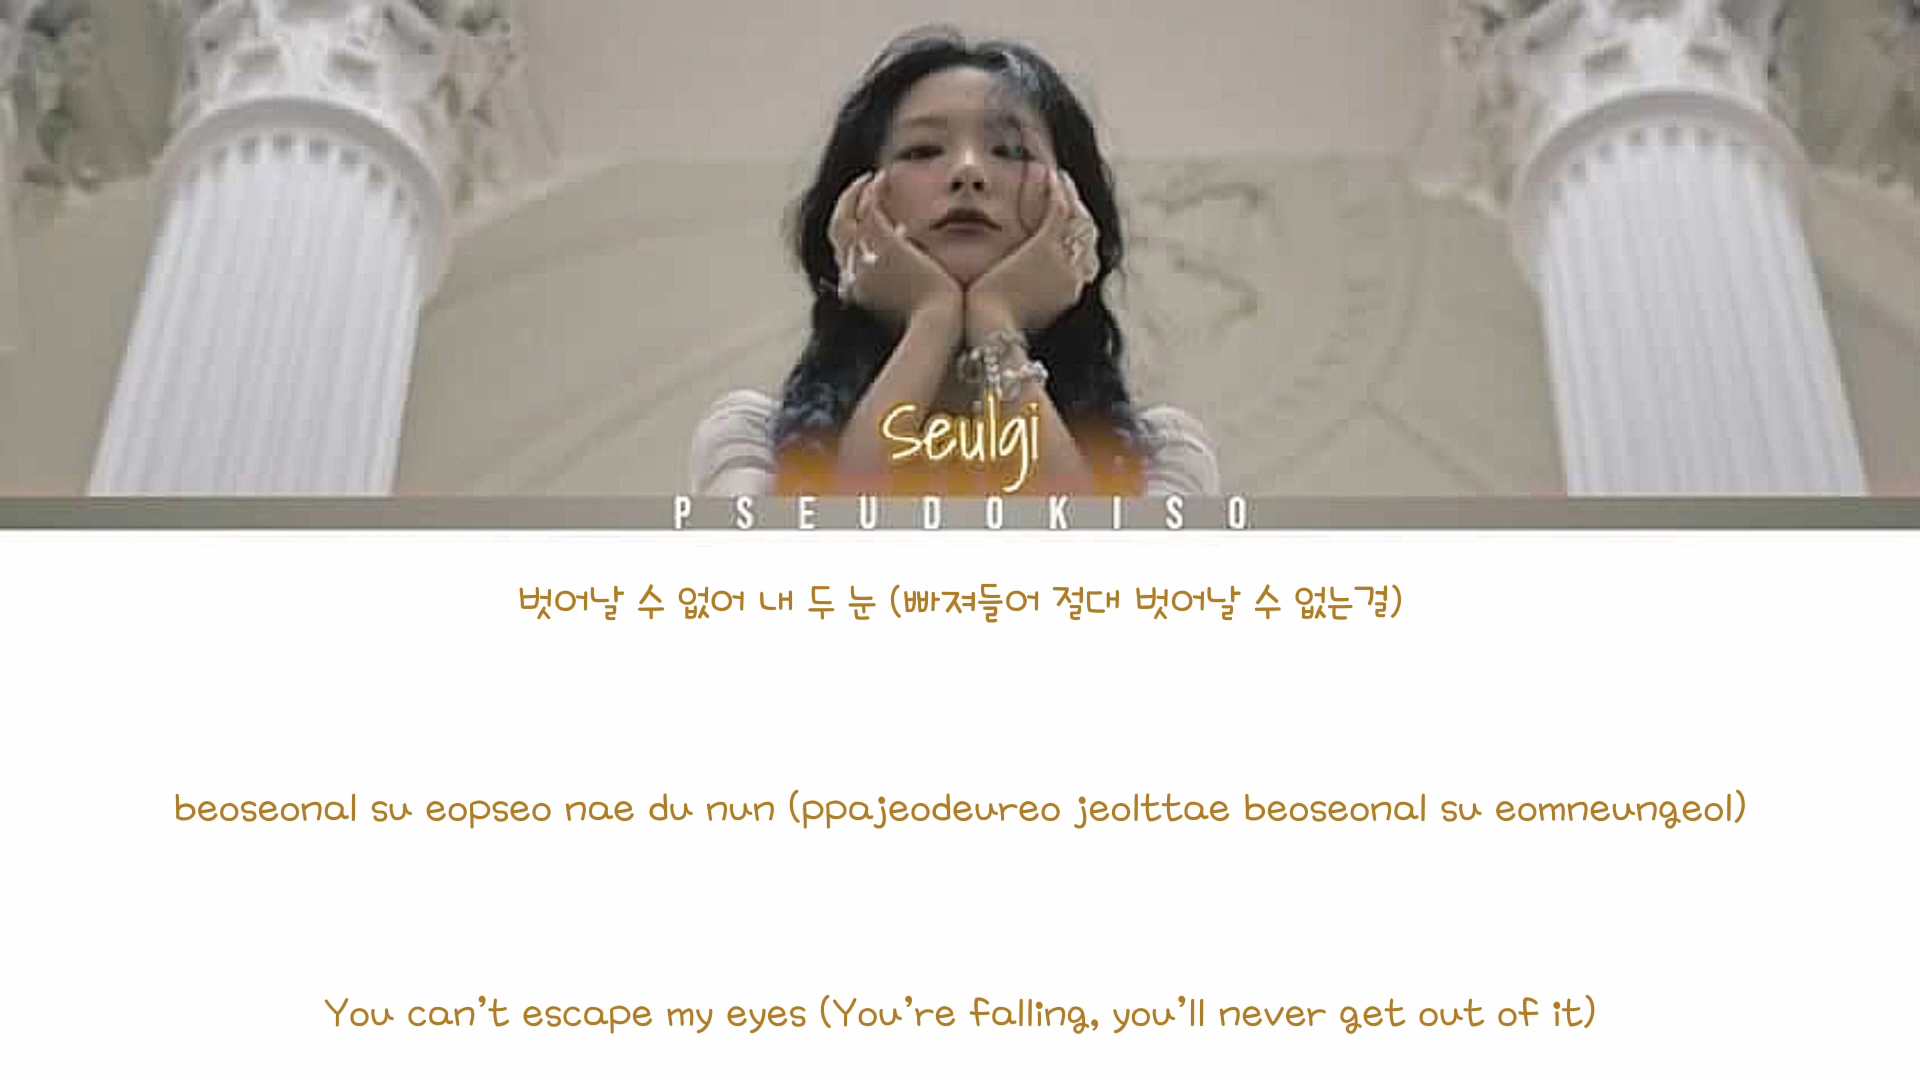 Seulgi
PSEUDOKISO
벗어날 수 없어 내 두 눈 (빠져들어 절대 벗어날 수 없는걸)
beoseonal su eopseo nae du nun (ppajeodeureo jeolttae beoseonal su eomneungeol)
You can't escape my eyes (You're falling, you'll never get out of it)